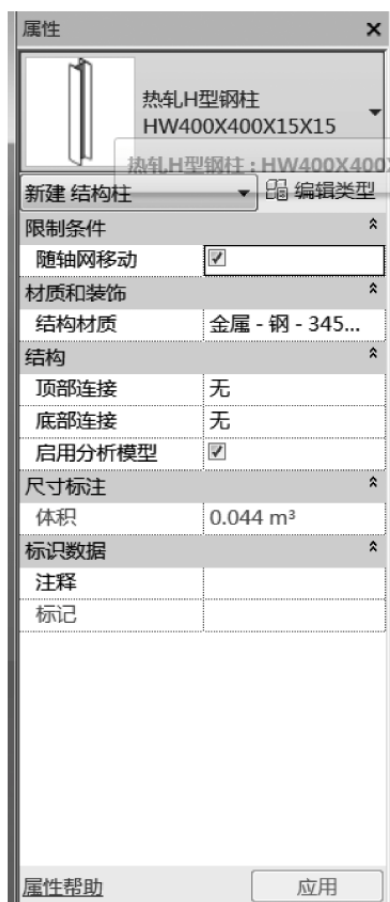 属性
热轧H型钢柱
HW400X400X15X15
热轧H型钢柱 : HW400X400X
新建 结构柱 编辑类型
限制条件
随轴网移动
材质和装饰
结构材质 金属 - 钢 - 345...
结构
顶部连接 无
底部连接 无
启用分析模型
尺寸标注
体积 0.044 m³
标识数据
注释
标记
属性帮助 应用